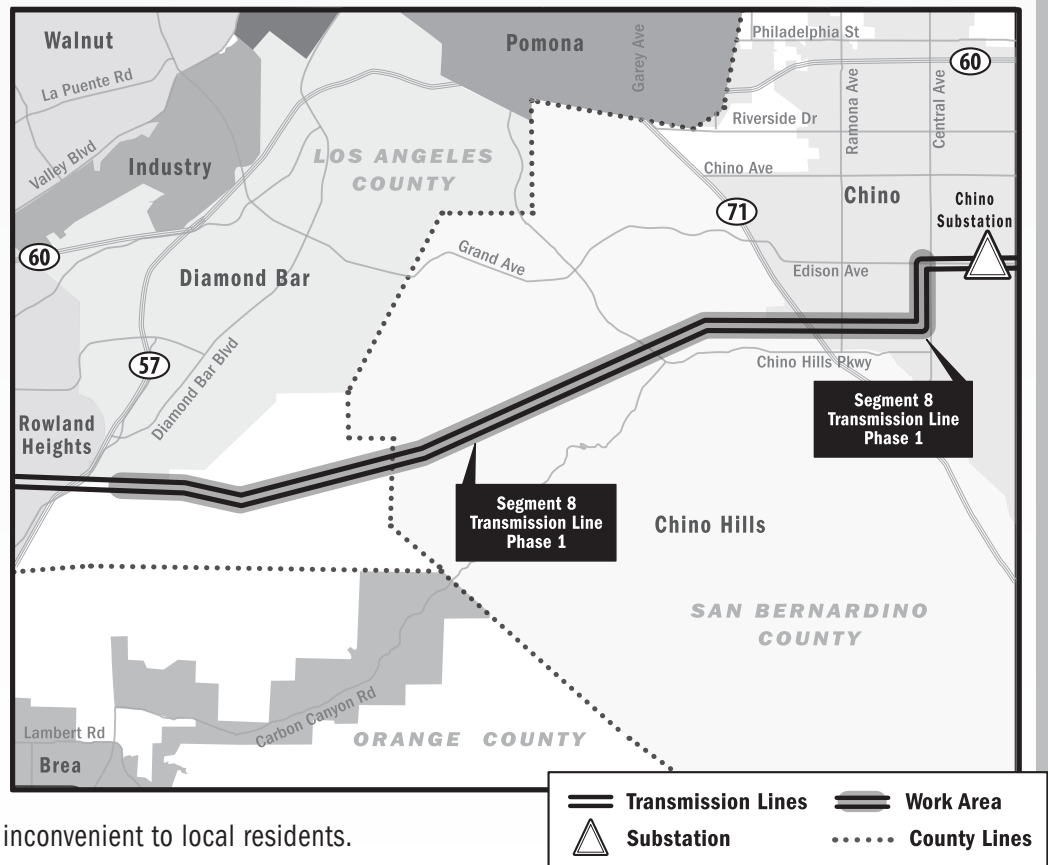 Walnut
Pomona
Garey Ave
Philadelphia St
60
La Puente Rd
Ramona Ave
Central Ave
Riverside Dr
Valley Blvd
Industry
LOS ANGELES
COUNTY
Chino Ave
Chino
Chino
Substation
71
60
Grand Ave
Edison Ave
Diamond Bar
57
Diamond Bar Blvd
Chino Hills Pkwy
Segment 8
Transmission Line
Phase 1
Rowland
Heights
Segment 8
Transmission Line
Phase 1
Chino Hills
SAN BERNARDINO
COUNTY
Carbon Canyon Rd
Lambert Rd
ORANGE COUNTY
Brea
Transmission Lines
Work Area
Substation
County Lines
inconvenient to local residents.